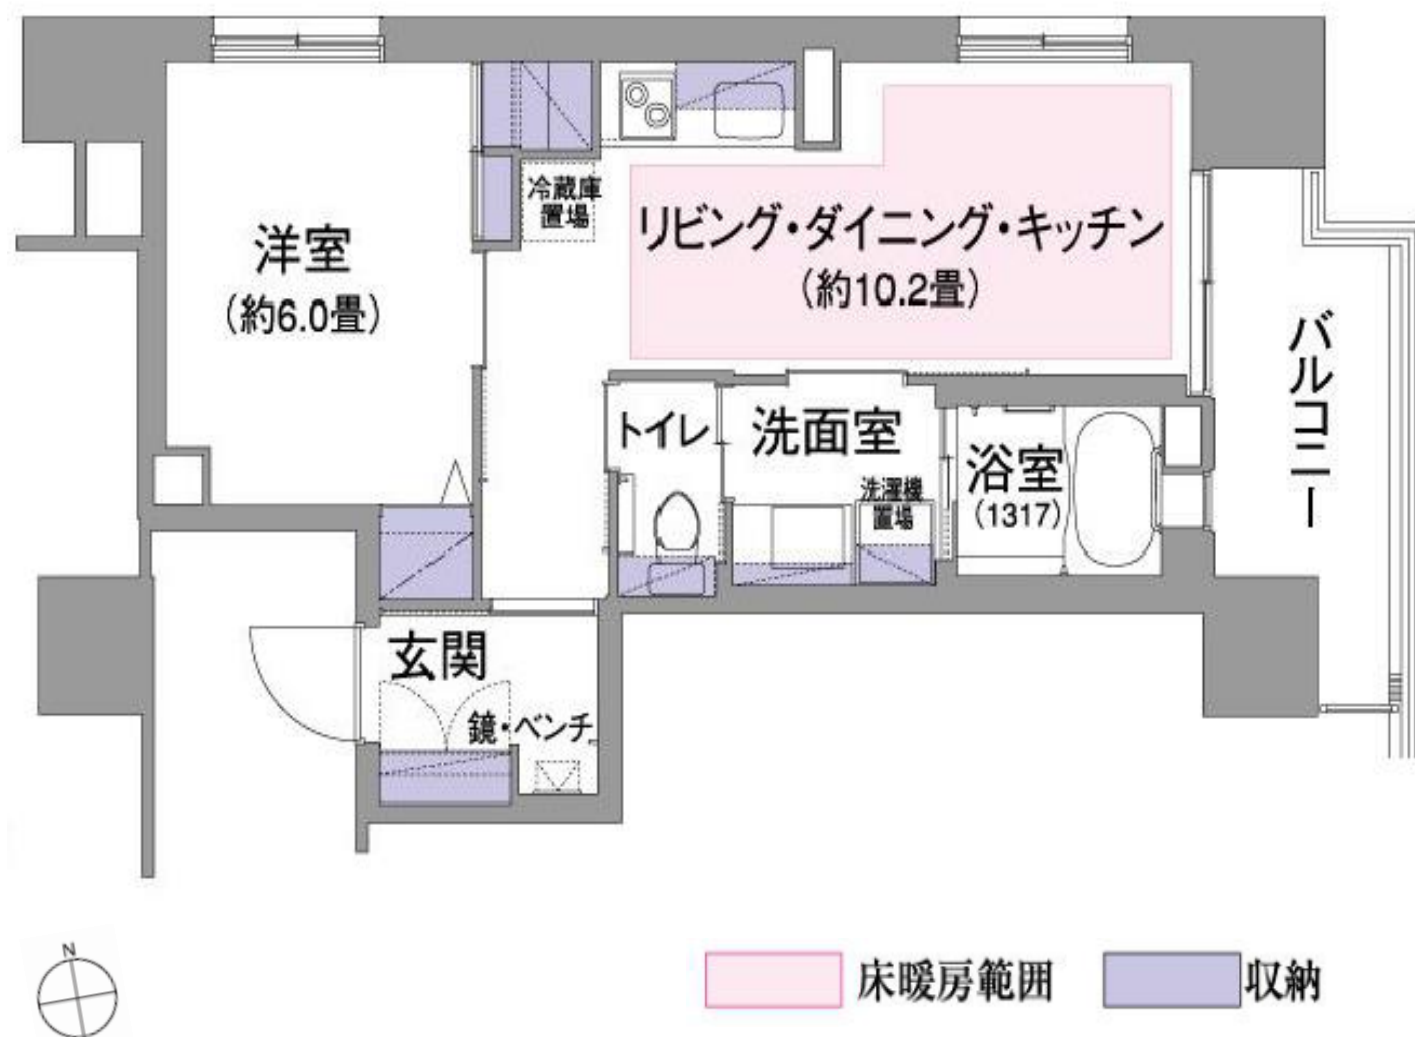 冷蔵庫
置場
洋室
(約6.0畳)
リビング・ダイニング・キッチン
(約10.2畳)
バルコニー
トイレ
洗面室
洗濯機
置場
浴室
(1317)
玄関
鏡・ベンチ
N
床暖房範囲
収納